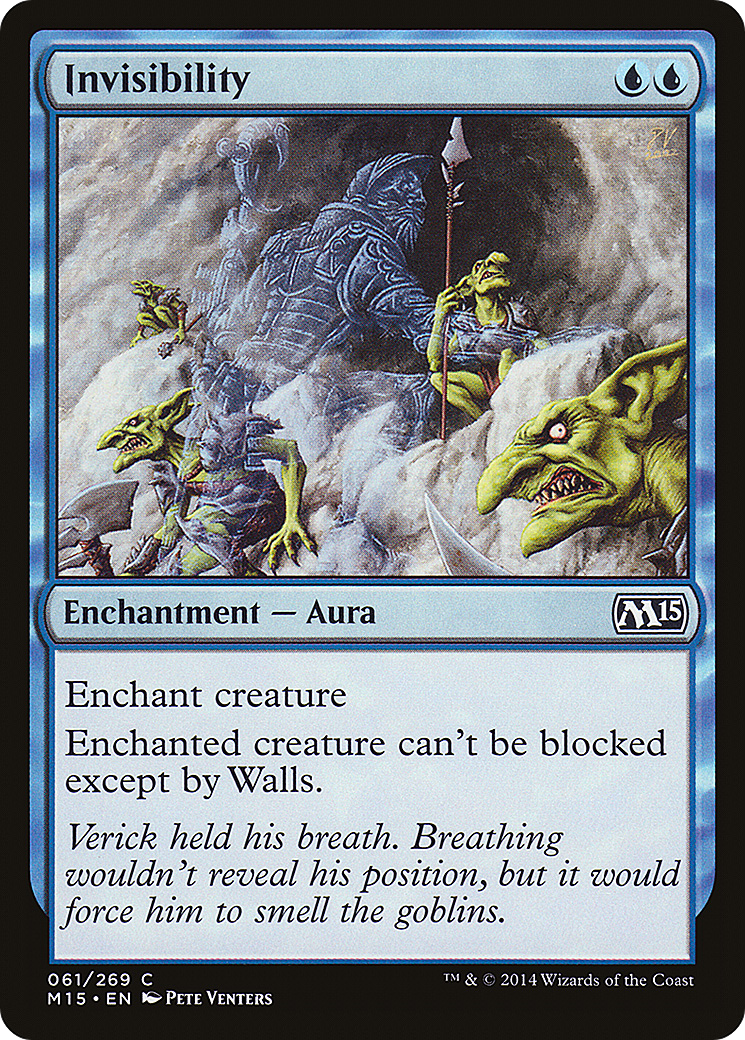 Invisibility
PV
Enchantment — Aura
M15
Enchant creature
Enchanted creature can't be blocked
except by Walls.
Verick held his breath. Breathing
wouldn't reveal his position, but it would
force him to smell the goblins.
061/269 C
™ & © 2014 Wizards of the Coast
M15 • EN Pete Venters